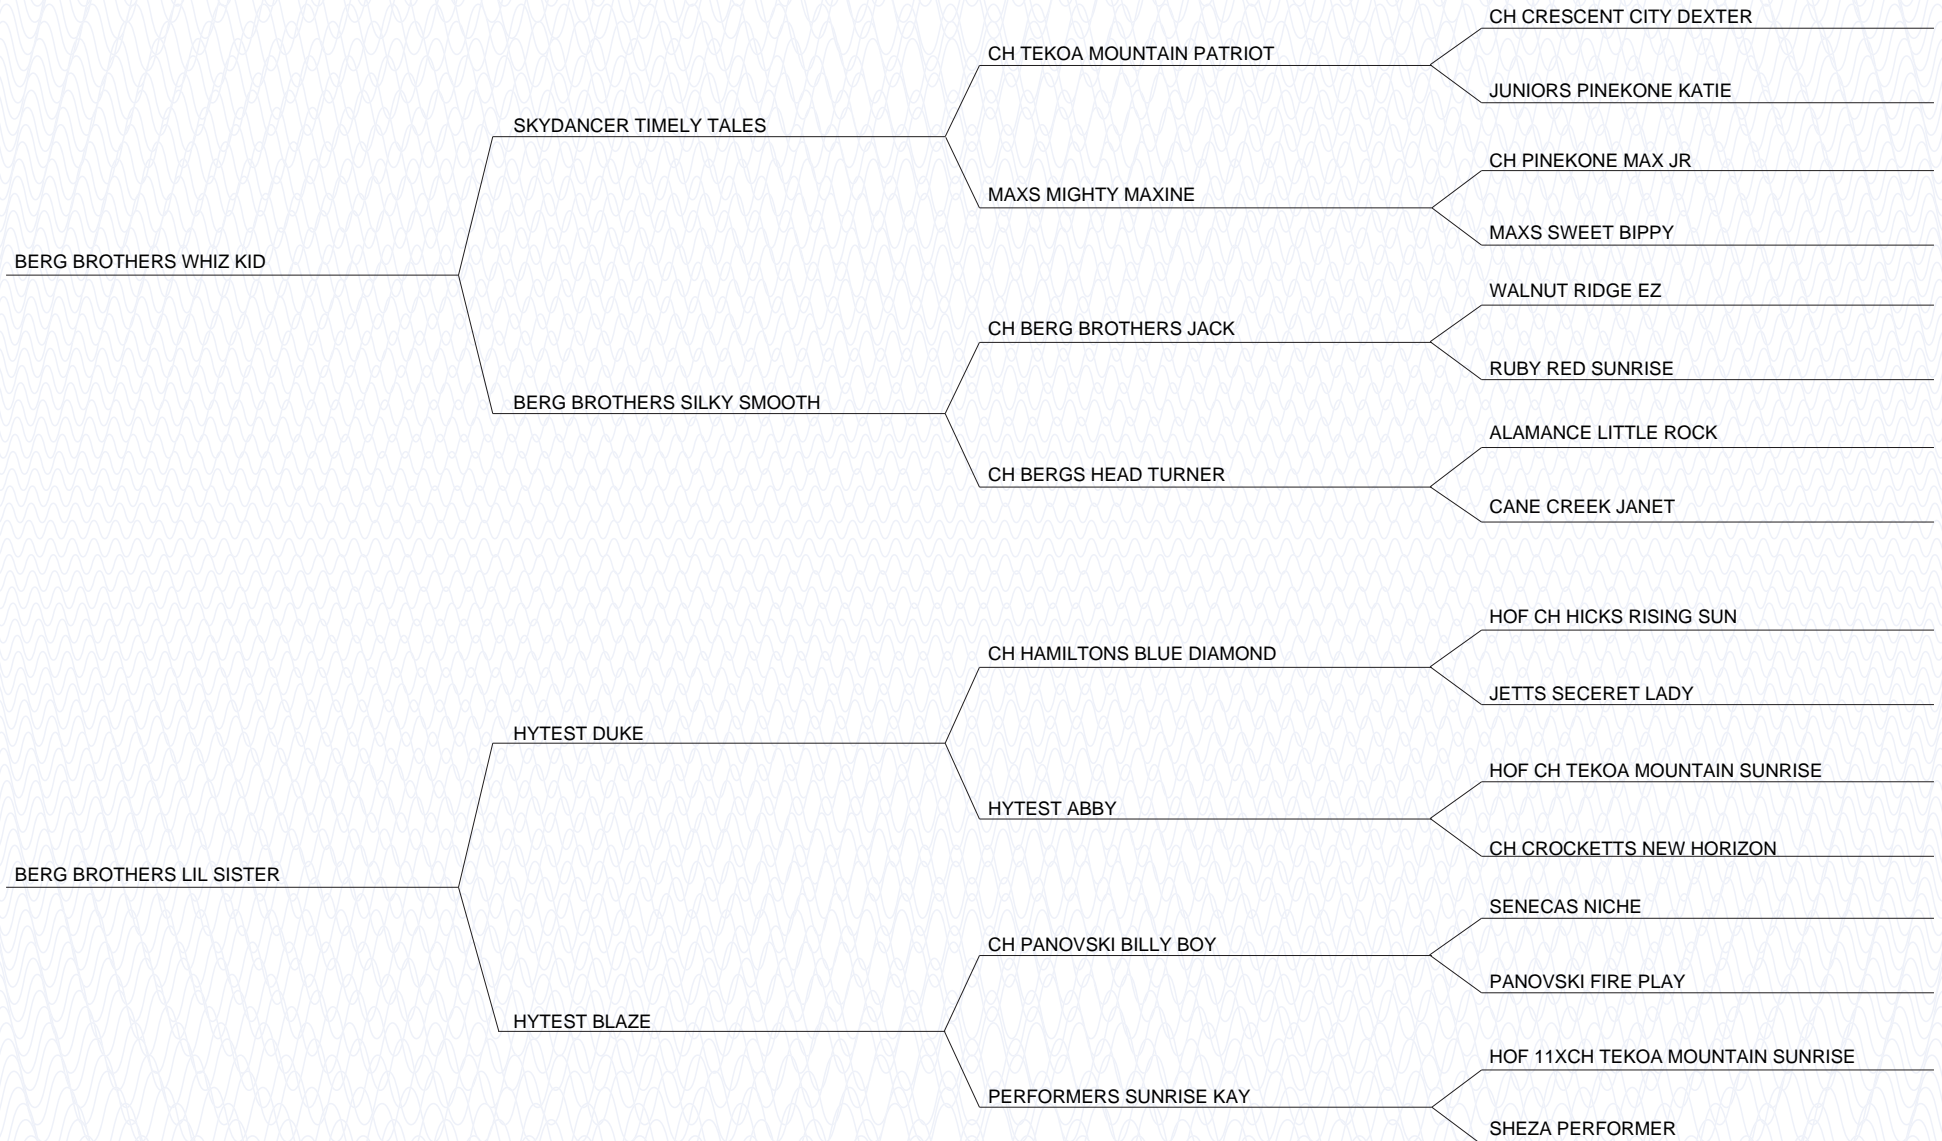 CH CRESCENT CITY DEXTER
CH TEKOA MOUNTAIN PATRIOT
JUNIORS PINEKONE KATIE
SKYDANCER TIMELY TALES
CH PINEKONE MAX JR
MAXS MIGHTY MAXINE
MAXS SWEET BIPPY
BERG BROTHERS WHIZ KID
WALNUT RIDGE EZ
CH BERG BROTHERS JACK
RUBY RED SUNRISE
BERG BROTHERS SILKY SMOOTH
ALAMANCE LITTLE ROCK
CH BERGS HEAD TURNER
CANE CREEK JANET
HOF CH HICKS RISING SUN
CH HAMILTONS BLUE DIAMOND
JETTS SECERET LADY
HYTEST DUKE
HOF CH TEKOA MOUNTAIN SUNRISE
HYTEST ABBY
CH CROCKETTS NEW HORIZON
BERG BROTHERS LIL SISTER
SENECAS NICHE
CH PANOVSKI BILLY BOY
PANOVSKI FIRE PLAY
HYTEST BLAZE
HOF 11XCH TEKOA MOUNTAIN SUNRISE
PERFORMERS SUNRISE KAY
SHEZA PERFORMER